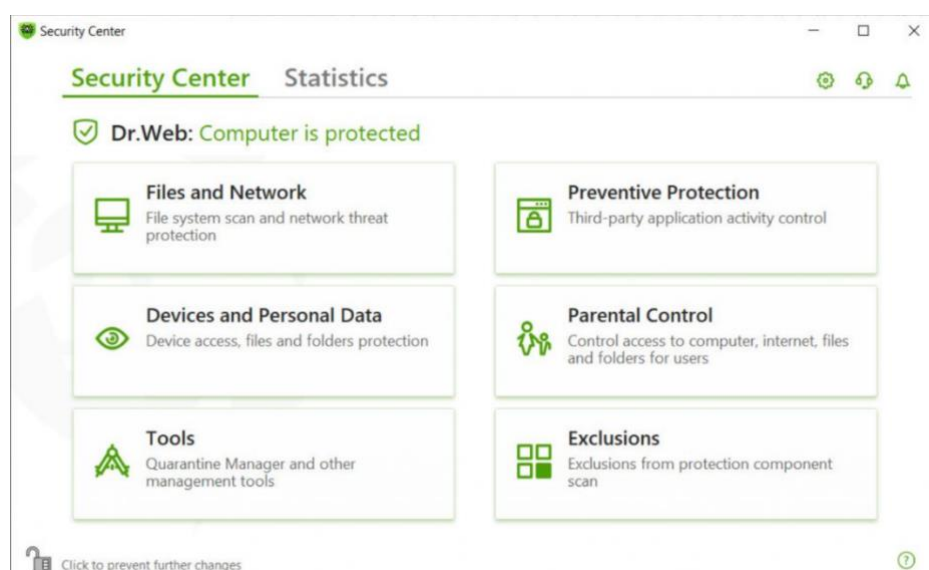 Security Center
Security Center Statistics
Dr.Web: Computer is protected
Files and Network
File system scan and network threat
protection
Preventive Protection
Third-party application activity control
Devices and Personal Data
Device access, files and folders protection
Parental Control
Control access to computer, internet, files
and folders for users
Tools
Quarantine Manager and other
management tools
Exclusions
Exclusions from protection component
scan
Click to prevent further changes